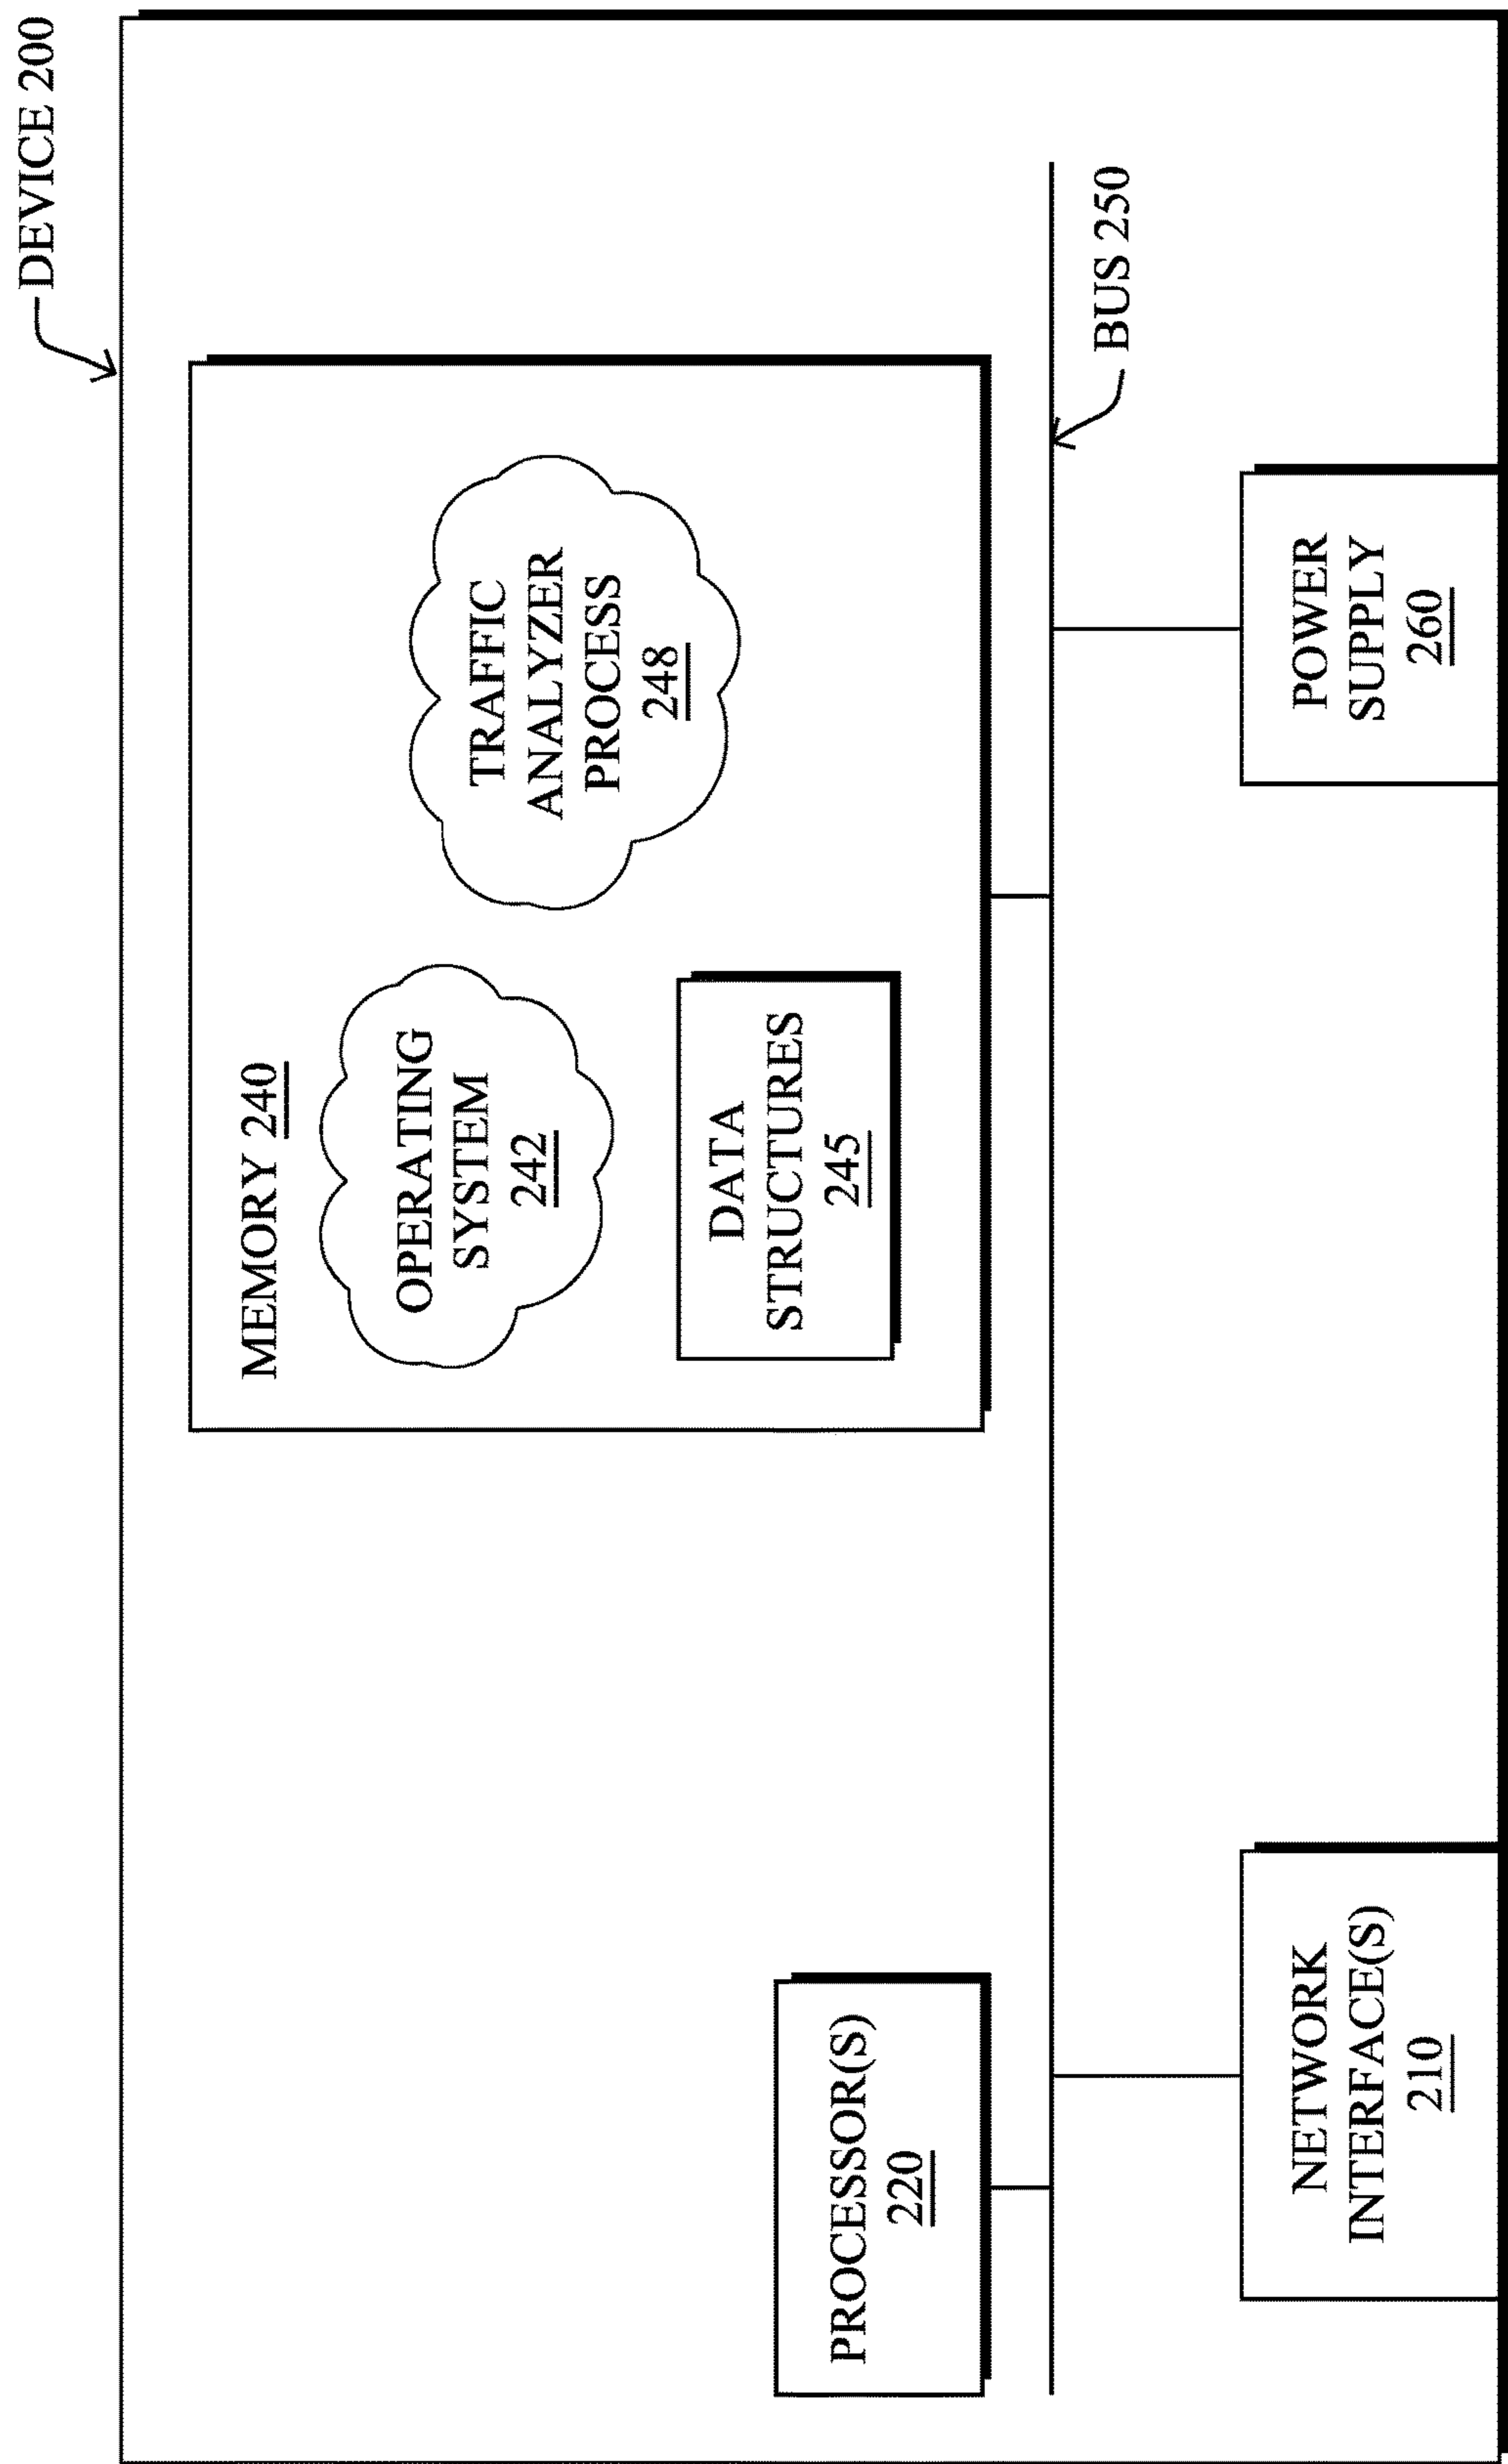 DEVICE 200
MEMORY 240
OPERATING
SYSTEM
242
TRAFFIC
ANALYZER
PROCESS
248
DATA
STRUCTURES
245
PROCESSOR(S)
220
BUS 250
NETWORK
INTERFACE(S)
210
POWER
SUPPLY
260